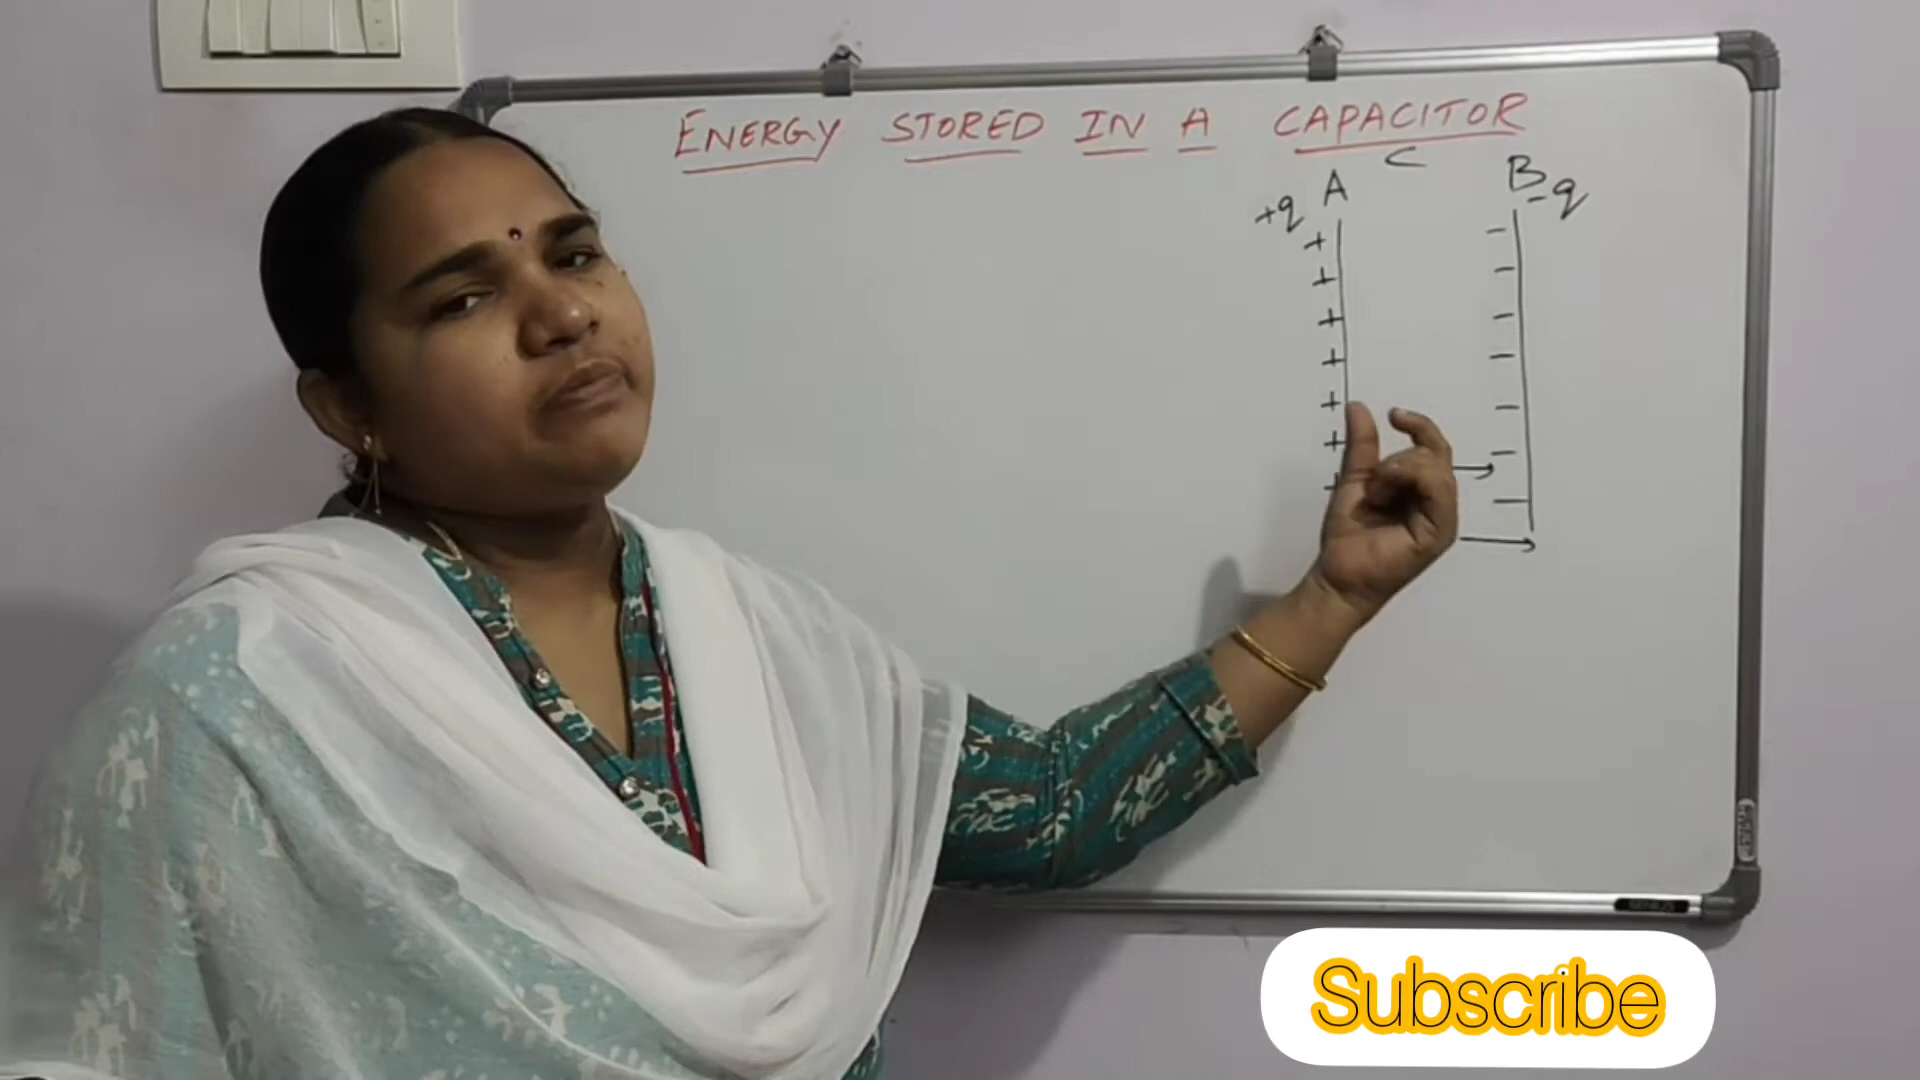 ENERGY STORED IN A CAPACITOR
C
A B
+q -q
+ -
+ -
+ -
+ -
+ -
+ -
+ -
Subscribe